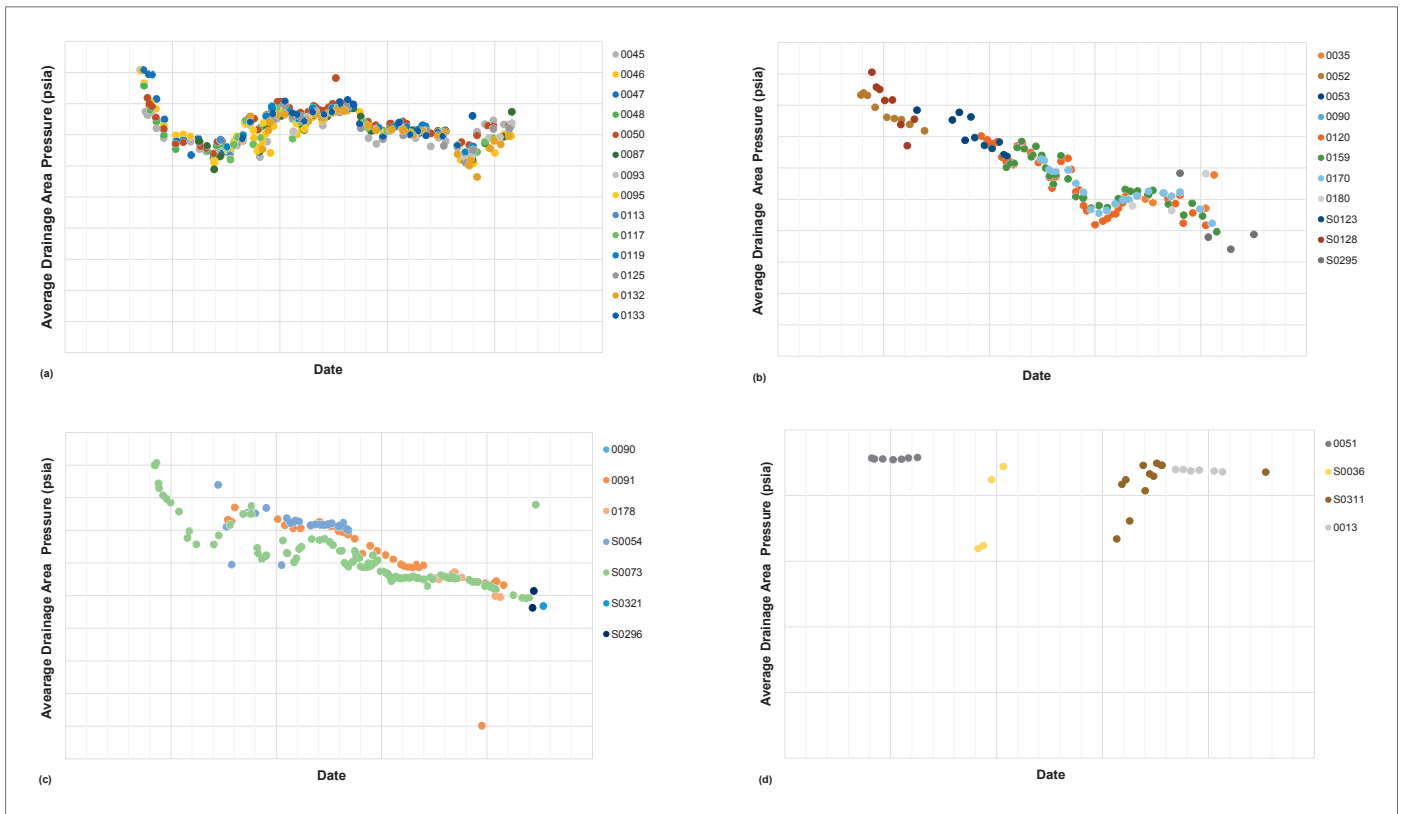 Average Drainage Area Pressure (psia)
0045
0046
0047
0048
0050
0087
0093
0095
0113
0117
0119
0125
0132
0133
Date
(a)
Average Drainage Area Pressure (psia)
0035
0052
0053
0090
0120
0159
0170
0180
S0123
S0128
S0295
Date
(b)
Avearage Drainage Area Pressure (psia)
0090
0091
0178
S0054
S0073
S0321
S0296
Date
(c)
Average Drainage Area Pressure (psia)
0051
S0036
S0311
0013
Date
(d)